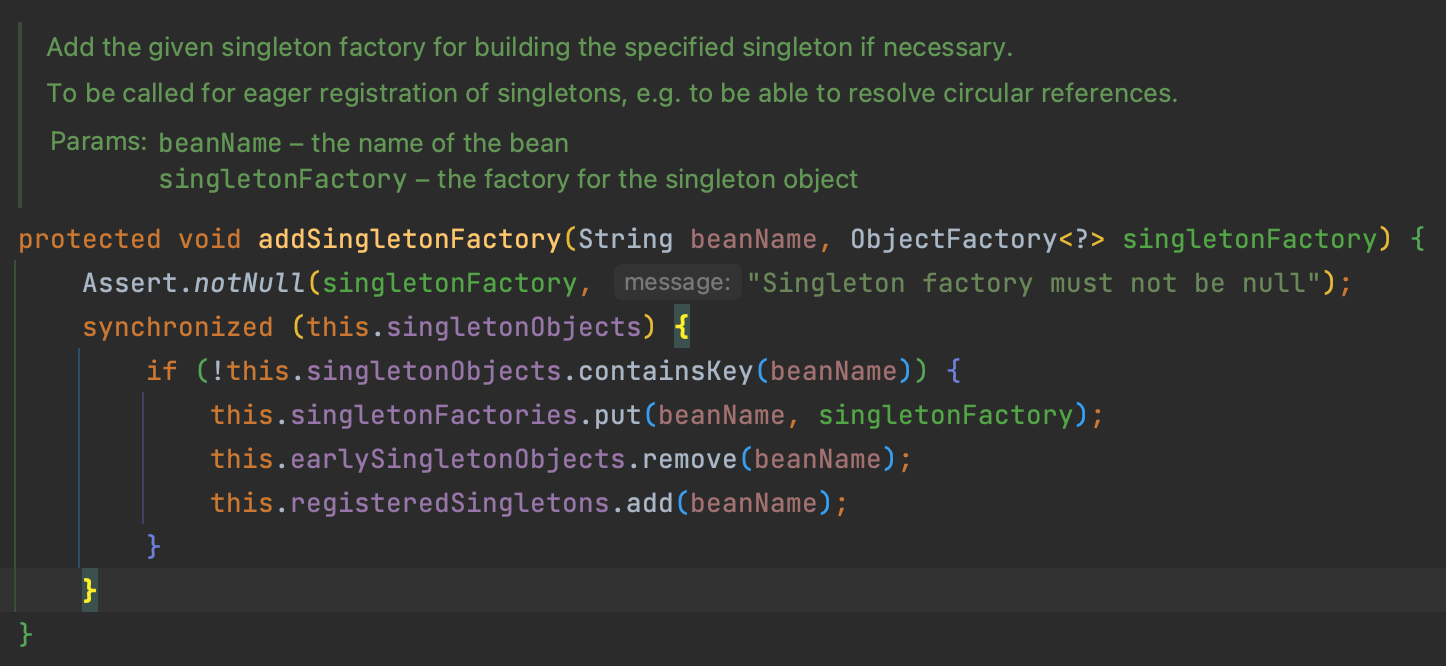 Add the given singleton factory for building the specified singleton if necessary.
To be called for eager registration of singletons, e.g. to be able to resolve circular references.
Params: beanName – the name of the bean
singletonFactory – the factory for the singleton object
protected void addSingletonFactory(String beanName, ObjectFactory<?> singletonFactory) {
    Assert.notNull(singletonFactory, message: "Singleton factory must not be null");
    synchronized (this.singletonObjects) {
        if (!this.singletonObjects.containsKey(beanName)) {
            this.singletonFactories.put(beanName, singletonFactory);
            this.earlySingletonObjects.remove(beanName);
            this.registeredSingletons.add(beanName);
        }
    }
}